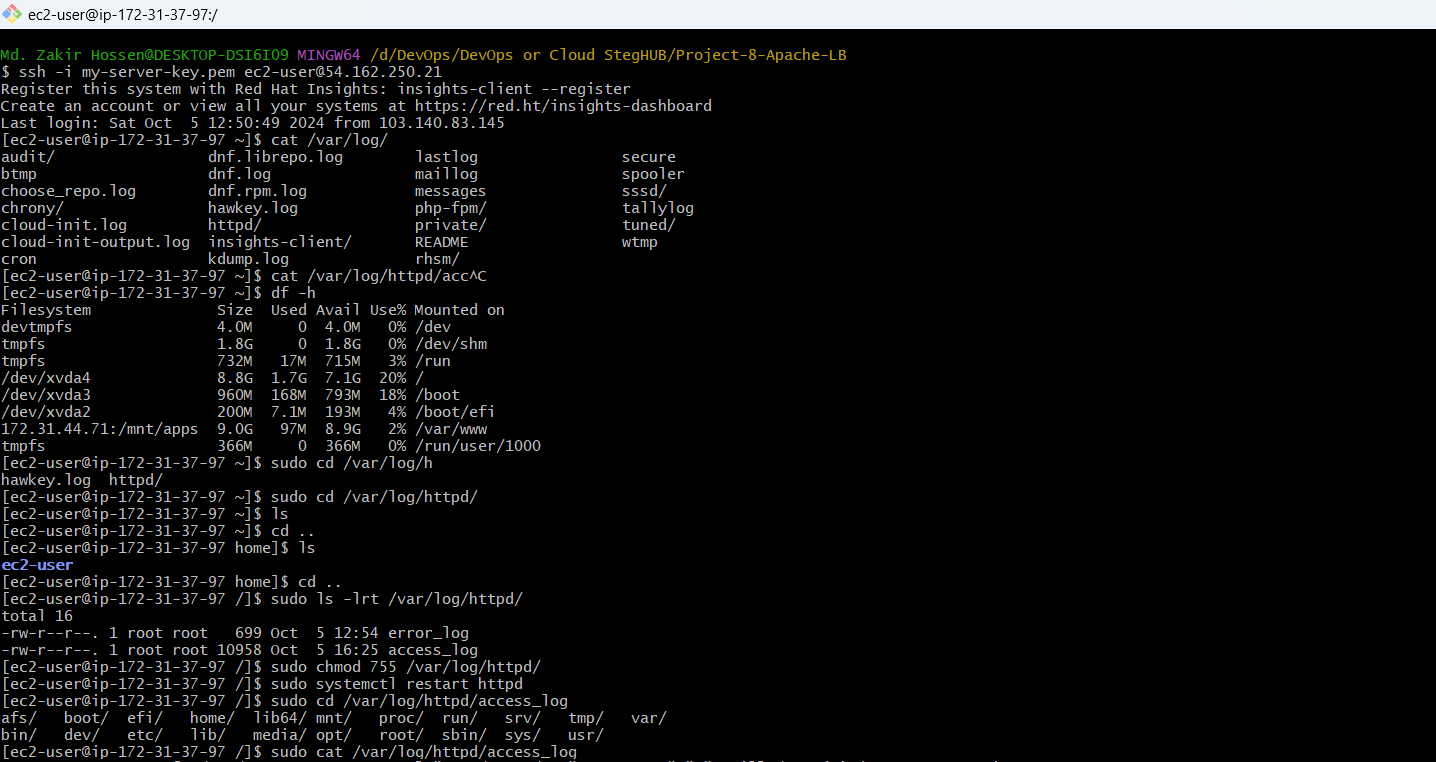 ec2-user@ip-172-31-37-97:/
Md. Zakir Hossen@DESKTOP-DSI6IO9 MINGW64 /d/DevOps/DevOps or Cloud StegHUB/Project-8-Apache-LB
$ ssh -i my-server-key.pem ec2-user@54.162.250.21
Register this system with Red Hat Insights: insights-client --register
Create an account or view all your systems at https://red.ht/insights-dashboard
Last login: Sat Oct  5 12:50:49 2024 from 103.140.83.145
[ec2-user@ip-172-31-37-97 ~]$ cat /var/log/
audit/                 dnf.librepo.log        lastlog                secure
btmp                   dnf.log                maillog                spooler
choose_repo.log        dnf.rpm.log            messages               sssd/
chrony/                hawkey.log             php-fpm/               tallylog
cloud-init.log         httpd/                 private/               tuned/
cloud-init-output.log  insights-client/       README                 wtmp
cron                   kdump.log              rhsm/
[ec2-user@ip-172-31-37-97 ~]$ cat /var/log/httpd/acc^C
[ec2-user@ip-172-31-37-97 ~]$ df -h
Filesystem              Size  Used Avail Use% Mounted on
devtmpfs                4.0M     0  4.0M   0% /dev
tmpfs                   1.8G     0  1.8G   0% /dev/shm
tmpfs                   732M   17M  715M   3% /run
/dev/xvda4              8.8G  1.7G  7.1G  20% /
/dev/xvda3              960M  168M  793M  18% /boot
/dev/xvda2              200M  7.1M  193M   4% /boot/efi
172.31.44.71:/mnt/apps  9.0G   97M  8.9G   2% /var/www
tmpfs                   366M     0  366M   0% /run/user/1000
[ec2-user@ip-172-31-37-97 ~]$ sudo cd /var/log/h
hawkey.log  httpd/
[ec2-user@ip-172-31-37-97 ~]$ sudo cd /var/log/httpd/
[ec2-user@ip-172-31-37-97 ~]$ ls
[ec2-user@ip-172-31-37-97 ~]$ cd ..
[ec2-user@ip-172-31-37-97 home]$ ls
ec2-user
[ec2-user@ip-172-31-37-97 home]$ cd ..
[ec2-user@ip-172-31-37-97 /]$ sudo ls -lrt /var/log/httpd/
total 16
-rw-r--r--. 1 root root   699 Oct  5 12:54 error_log
-rw-r--r--. 1 root root 10958 Oct  5 16:25 access_log
[ec2-user@ip-172-31-37-97 /]$ sudo chmod 755 /var/log/httpd/
[ec2-user@ip-172-31-37-97 /]$ sudo systemctl restart httpd
[ec2-user@ip-172-31-37-97 /]$ sudo cd /var/log/httpd/access_log
afs/   boot/  efi/   home/  lib64/ mnt/   proc/  run/   srv/   tmp/   var/
bin/   dev/   etc/   lib/   media/ opt/   root/  sbin/  sys/   usr/
[ec2-user@ip-172-31-37-97 /]$ sudo cat /var/log/httpd/access_log